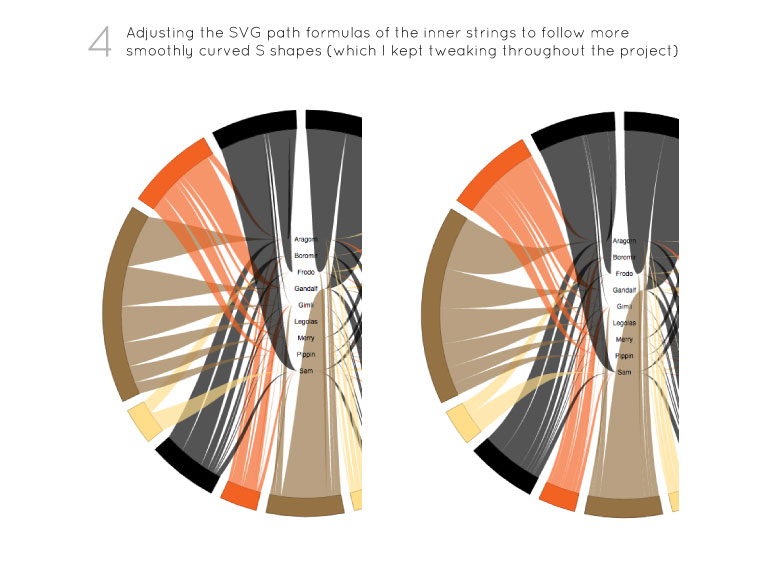 4
Adjusting the SVG path formulas of the inner strings to follow more
smoothly curved S shapes (which I kept tweaking throughout the project)
Aragorn
Boromir
Frodo
Gandalf
Gimli
Legolas
Merry
Pippin
Sam
Aragorn
Boromir
Frodo
Gandalf
Gimli
Legolas
Merry
Pippin
Sam